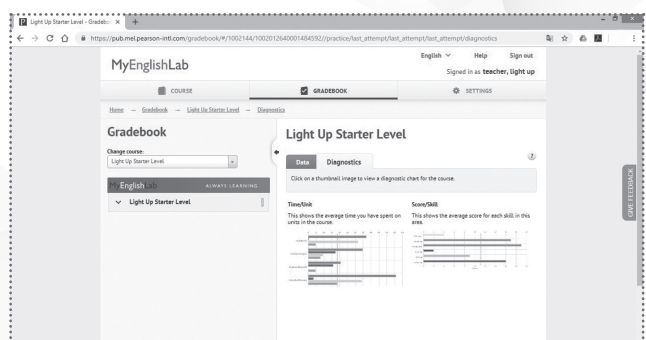 Light Up Starter Level - Gradebo
https://pub.mel.pearson-intl.com/gradebook/#/1002144/1002012640001484592//practice/last_attempt/last_attempt/last_attempt/diagnostics
English Help Sign out
MyEnglishLab
Signed in as teacher, light up
COURSE GRADEBOOK SETTINGS
Home — Gradebook — Light Up Starter Level — Diagnostics
Gradebook
Change course:
Light Up Starter Level
MyEnglishLab ALWAYS LEARNING
Light Up Starter Level
Light Up Starter Level
Data Diagnostics
?
Click on a thumbnail image to view a diagnostic chart for the course.
Time/Unit
This shows the average time you have spent on
units in the course.
Score/Skill
This shows the average score for each skill in this
area.
GIVE FEEDBACK